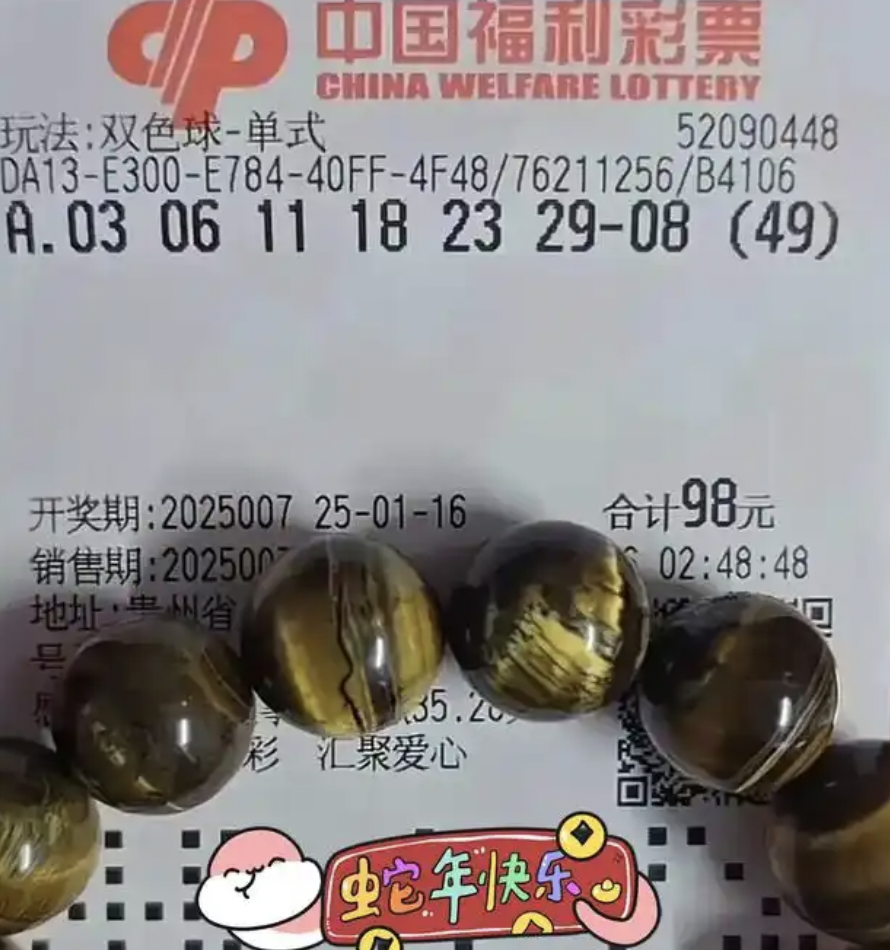 中国福利彩票
CHINA WELFARE LOTTERY
玩法:双色球-单式 52090448
DA13-E300-E784-40FF-4F48/76211256/B4106
A.03 06 11 18 23 29-08 (49)
开奖期:2025007 25-01-16 合计98元
销售期:202500 02:48:48
地址:贵州省
号
彩 汇聚爱心
蛇年快乐